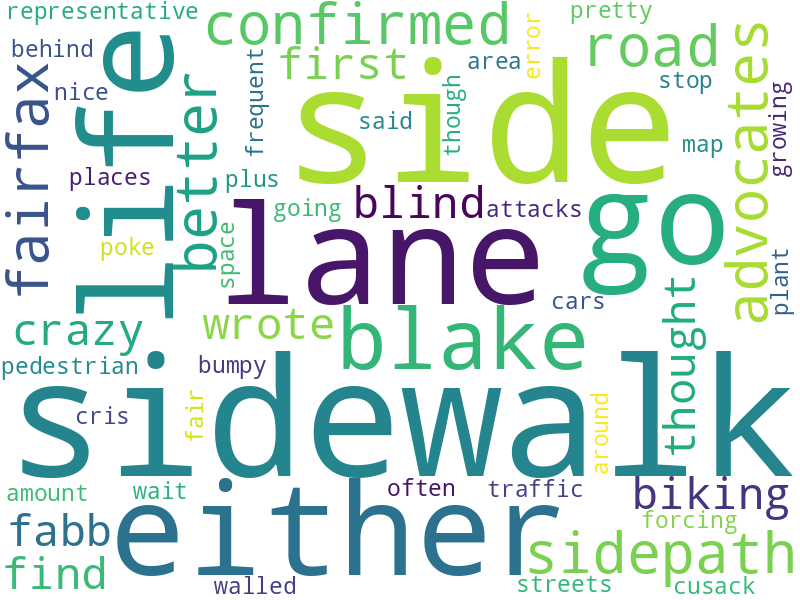 representative
confirmed
pretty
behind
life
first
area
error
road
advocates
nice
fairfax
better
frequent
side
said
though
stop
map
growing
places
plus
blind
attacks
going
lane
go
poke
space
cars
plant
crazy
wrote
blake
thought
pedestrian
bumpy
sidewalk
cris
fair
around
amount
wait
either
often
traffic
biking
fabb
forcing
find
sidepath
walled
streets
cusack